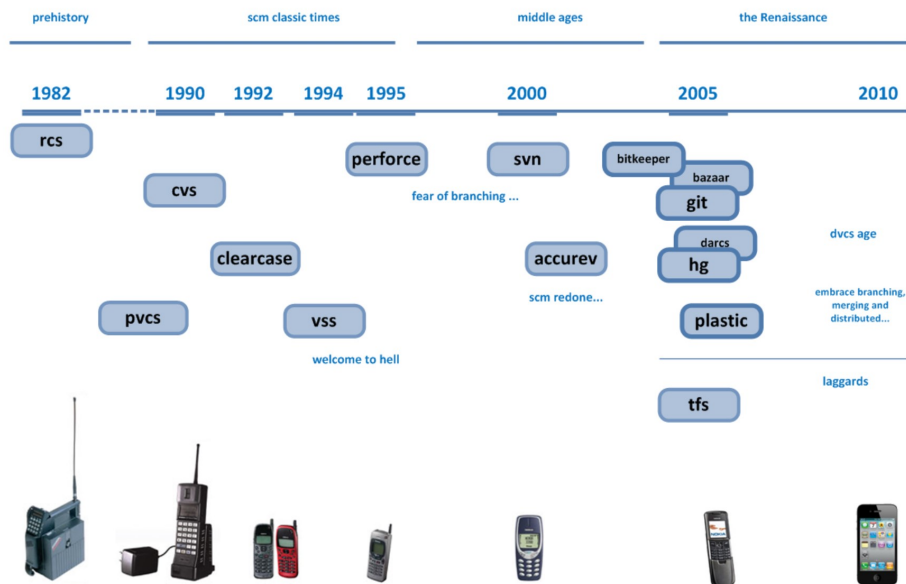 prehistory
scm classic times
middle ages
the Renaissance
1982
1990
1992
1994
1995
2000
2005
2010
rcs
cvs
perforce
svn
bitkeeper
bazaar
git
fear of branching ...
clearcase
accurev
darcs
hg
dvcs age
scm redone...
pvcs
vss
plastic
embrace branching,
merging and
distributed...
welcome to hell
laggards
tfs